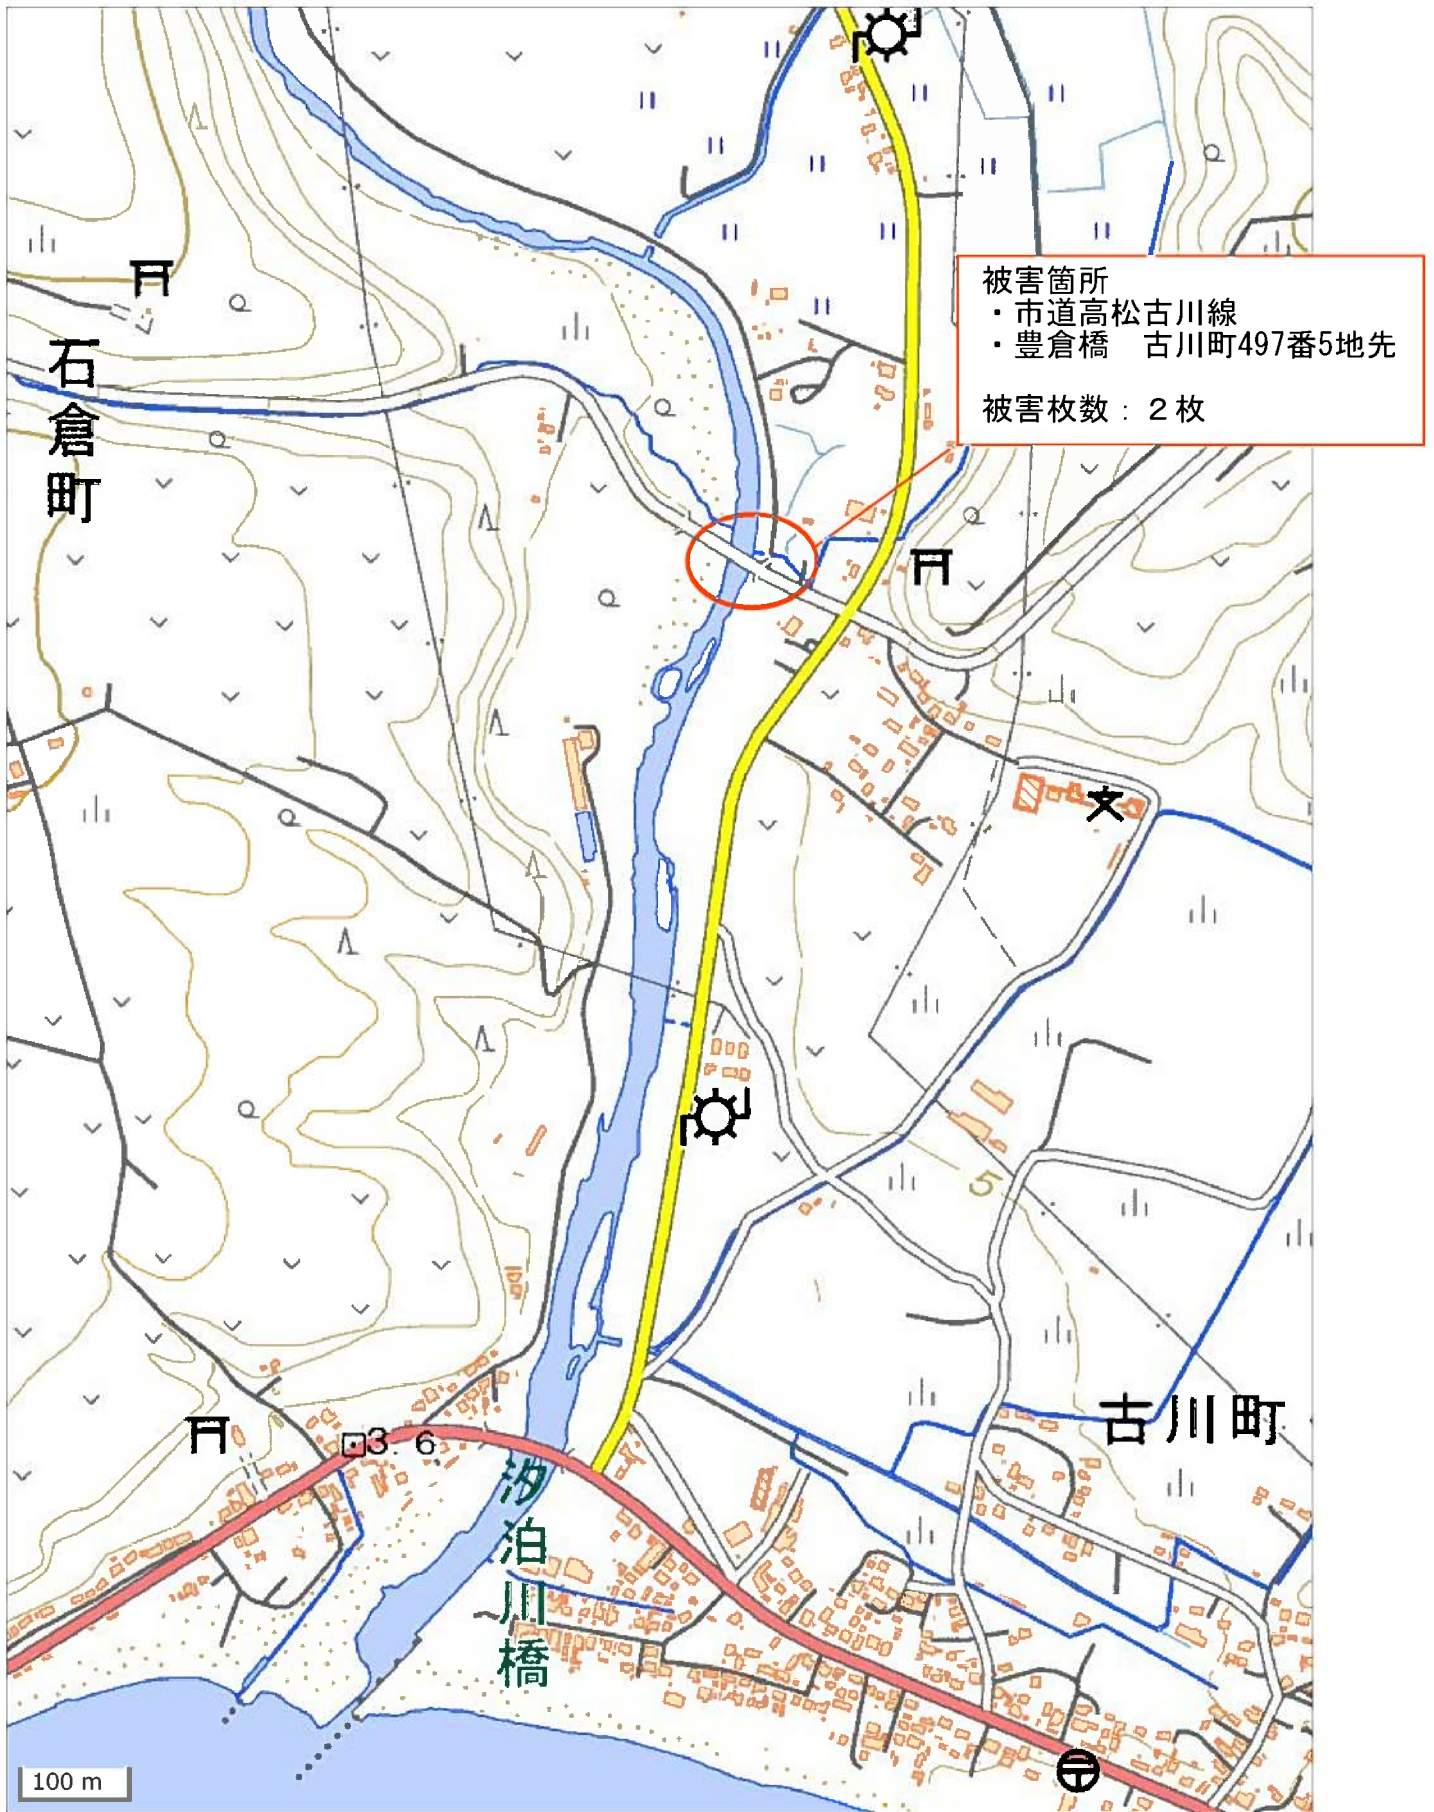 被害箇所
・市道高松古川線
・豊倉橋　古川町497番5地先
被害枚数：２枚
石倉町
5
古川町
3.6
汐泊川橋
100 m